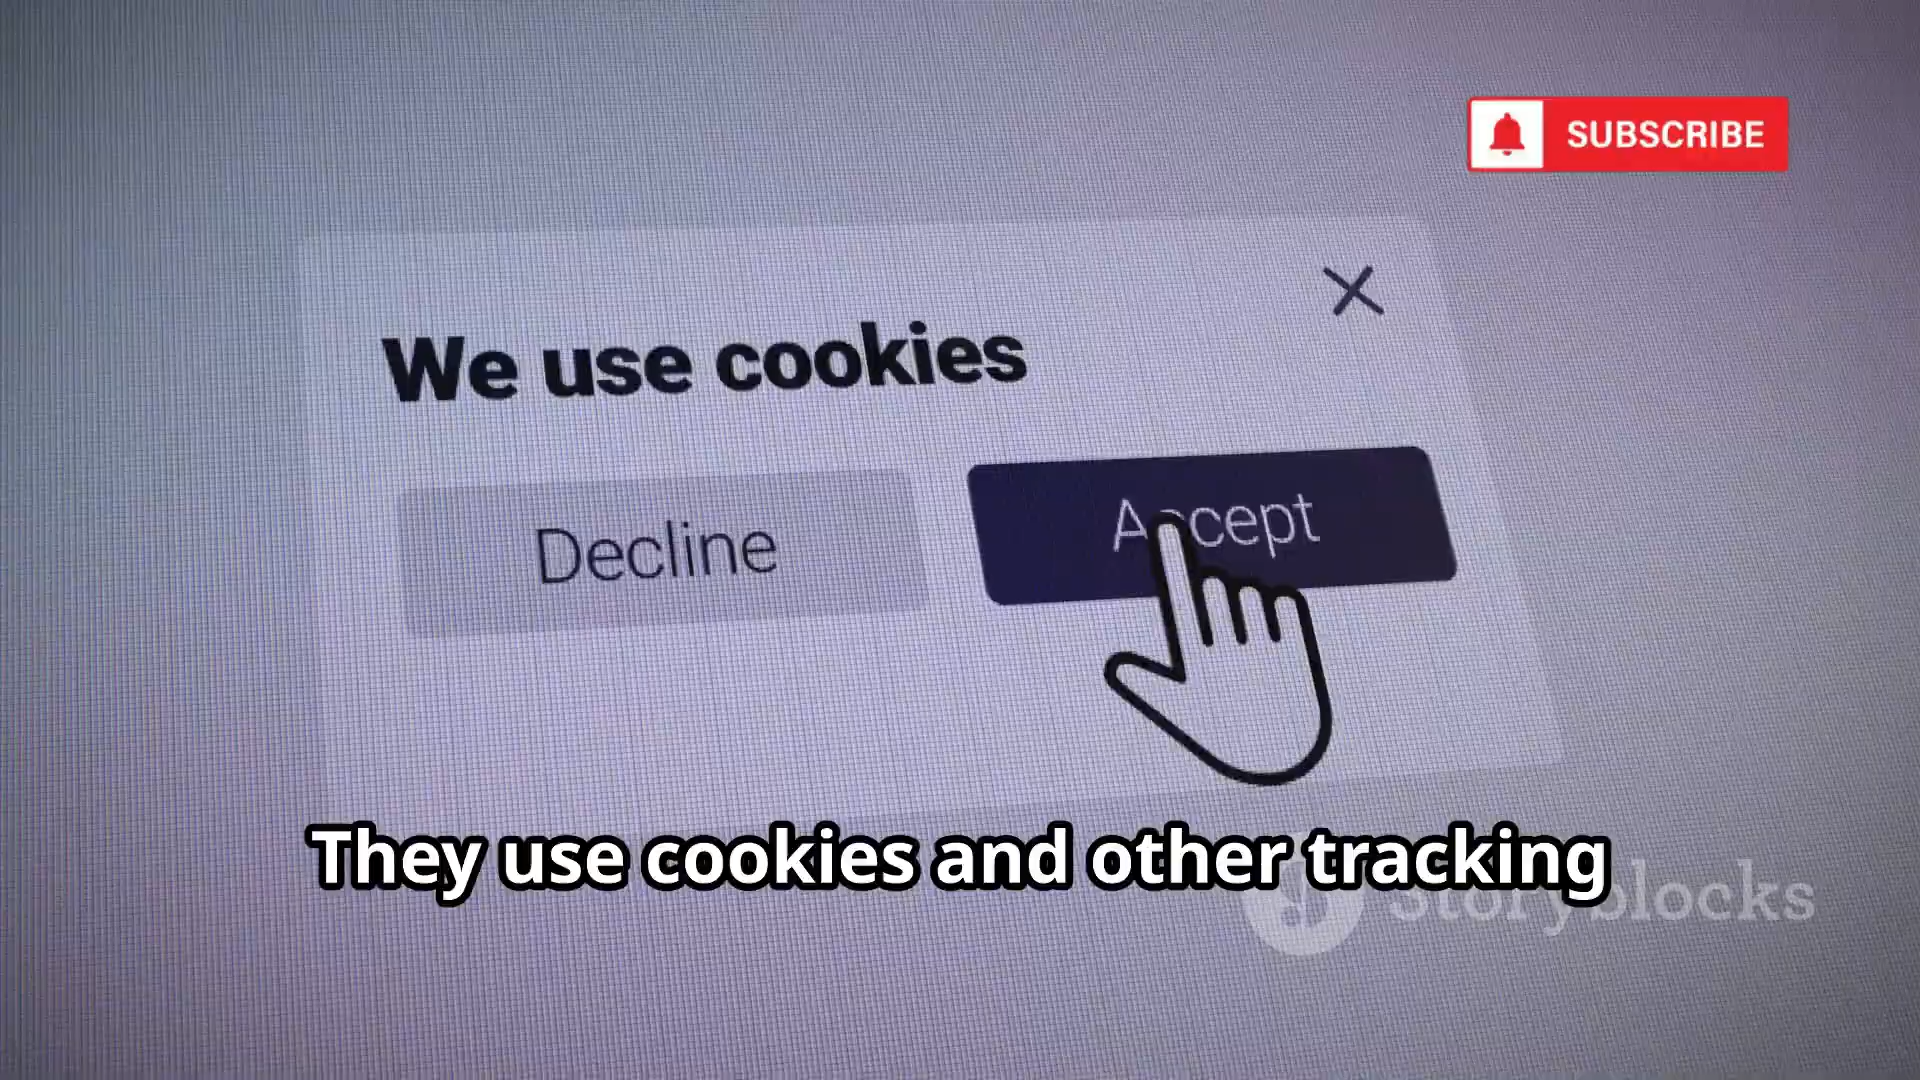 SUBSCRIBE
We use cookies
Decline
Accept
They use cookies and other tracking
Storyblocks